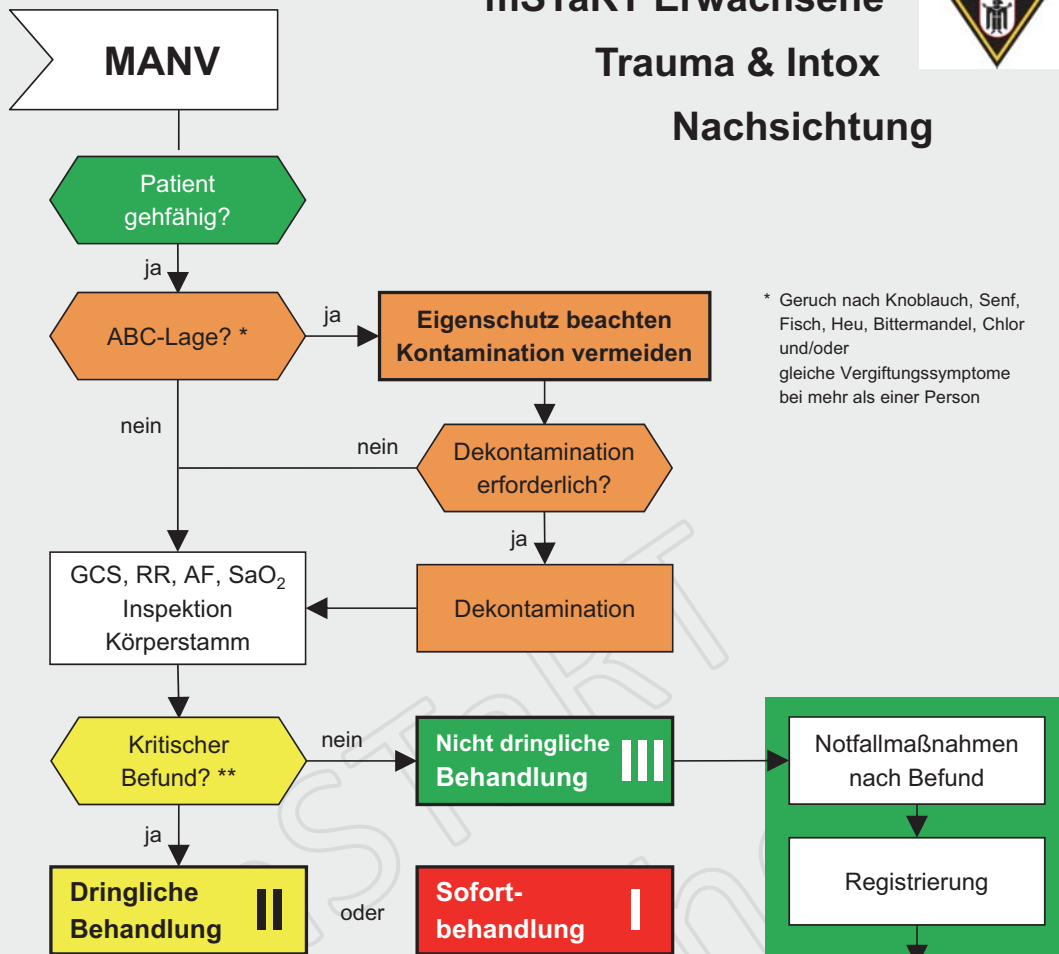 mSTaRT Erwachsene
Trauma & Intox
Nachsichtung
MANV
Patient
gehfähig?
ja
ABC-Lage? *
ja
Eigenschutz beachten
Kontamination vermeiden
* Geruch nach Knoblauch, Senf,
Fisch, Heu, Bittermandel, Chlor
und/oder
gleiche Vergiftungssymptome
bei mehr als einer Person
nein
nein
Dekontamination
erforderlich?
ja
GCS, RR, AF, SaO₂
Inspektion
Körperstamm
Dekontamination
Kritischer
Befund? **
nein
Nicht dringliche
Behandlung III
Notfallmaßnahmen
nach Befund
ja
Registrierung
Dringliche
Behandlung II
oder
Sofort-
behandlung I
mSTaRT